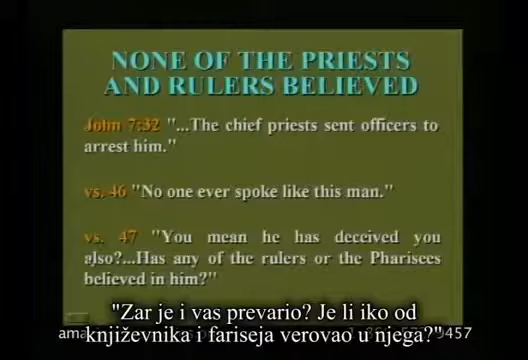 NONE OF THE PRIESTS
AND RULERS BELIEVED
John 7:32 "...The chief priests sent officers to
arrest him."
vs. 46 "No one ever spoke like this man."
vs. 47 "You mean he has deceived you
also?...Has any of the rulers or the Pharisees
believed in him?"
"Zar je i vas prevario? Je li iko od
književnika i fariseja verovao u njega?"